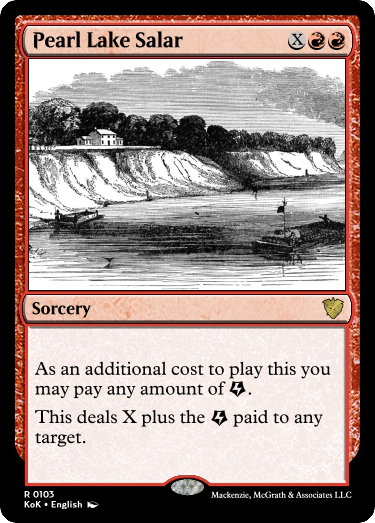 Pearl Lake Salar X
Sorcery
As an additional cost to play this you
may pay any amount of .
This deals X plus the paid to any
target.
R 0103
KoK • English
Mackenzie, McGrath & Associates LLC